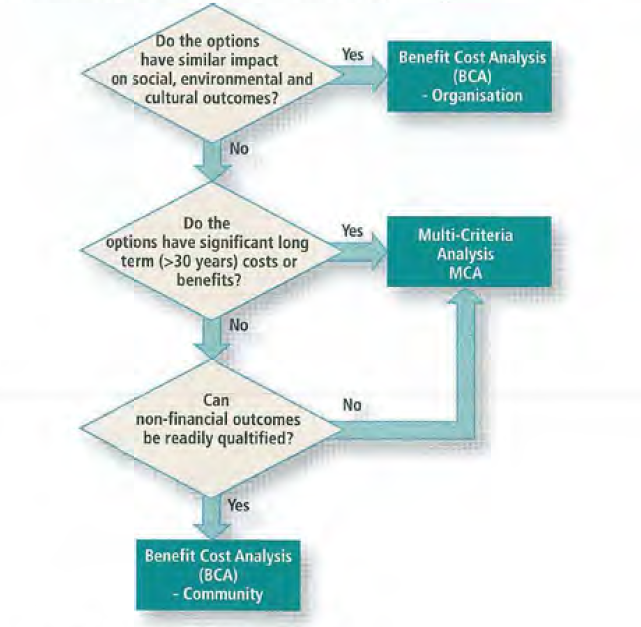 Do the options
have similar impact
on social, environmental and
cultural outcomes?
Yes
Benefit Cost Analysis
(BCA)
- Organisation
No
Do the
options have significant long
term (>30 years) costs or
benefits?
Yes
Multi-Criteria
Analysis
MCA
No
Can
non-financial outcomes
be readily qualtified?
No
Yes
Benefit Cost Analysis
(BCA)
- Community